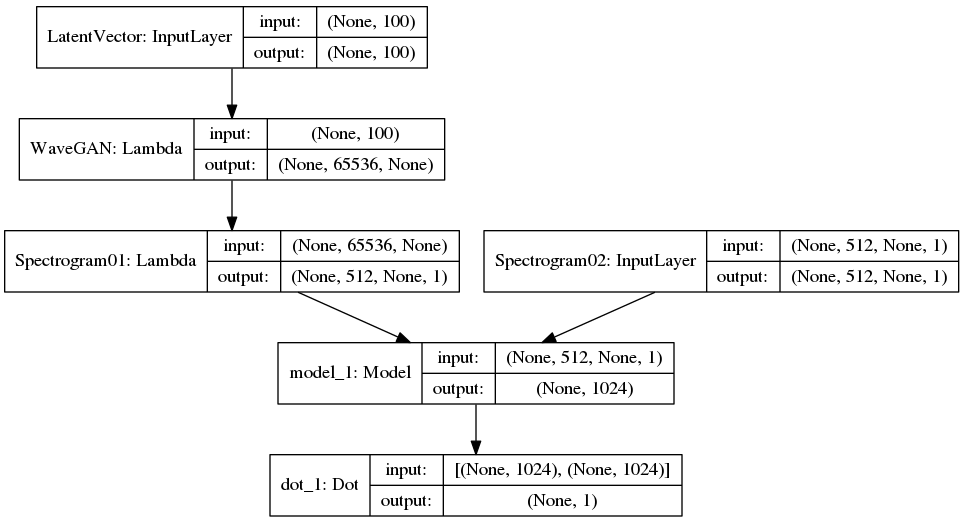 LatentVector: InputLayer
input: (None, 100)
output: (None, 100)
WaveGAN: Lambda
input: (None, 100)
output: (None, 65536, None)
Spectrogram01: Lambda
input: (None, 65536, None)
output: (None, 512, None, 1)
Spectrogram02: InputLayer
input: (None, 512, None, 1)
output: (None, 512, None, 1)
model_1: Model
input: (None, 512, None, 1)
output: (None, 1024)
dot_1: Dot
input: [(None, 1024), (None, 1024)]
output: (None, 1)